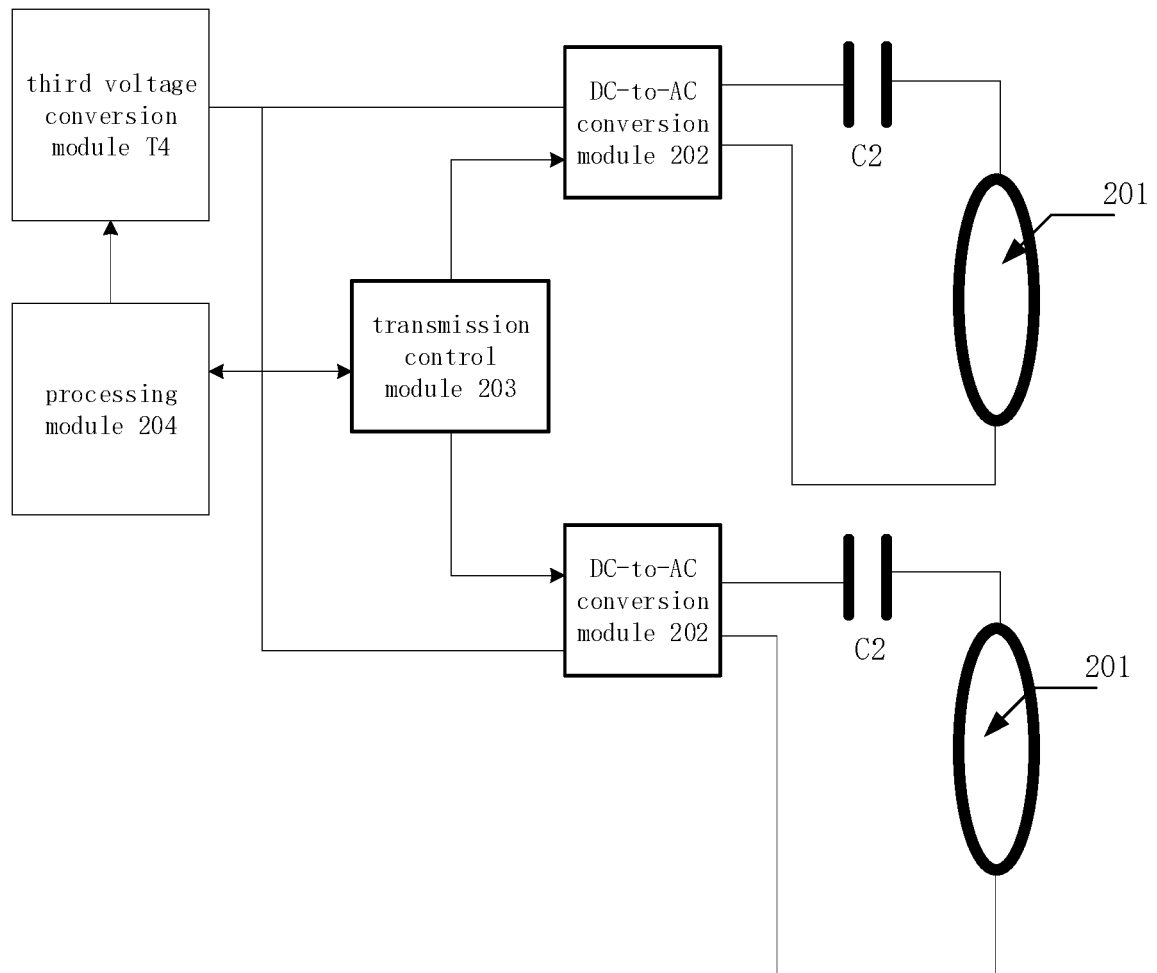 third voltage
conversion
module T4
DC-to-AC
conversion
module 202
C2
201
transmission
control
module 203
processing
module 204
DC-to-AC
conversion
module 202
C2
201